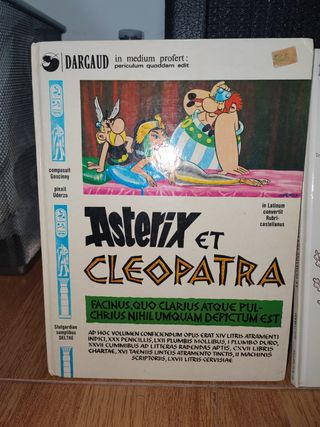 DARGAUD
in medium profert:
periculum quoddam edit
composuit
Goscinny
pinxit
Uderzo
in Latinum
convertit
Rubri-
castellanus
Asterix ET
CLEOPATRA
FACINUS, QUO CLARIUS ATQUE PUL-
CHRIUS NIHIL UMQUAM DEPICTUM EST
Stutgardian
sumptibus
DELTAE
AD HOC VOLUMEN CONFICIENDUM OPUS ERAT XIV LITRIS ATRAMENTI
INDICI, XXX PENICILLIS, LXII PLUMBIS MOLLIBUS, I PLUMBO DURO,
XXVII CUMMIBUS AD LITTERAS RADENDAS APTIS, CXVII LIBRIS
CHARTAE, XVI TAENIIS LINTEIS ATRAMENTO TINCTIS, II MACHINIS
SCRIPTORIIS, LXVII LITRIS CERVISIAE.